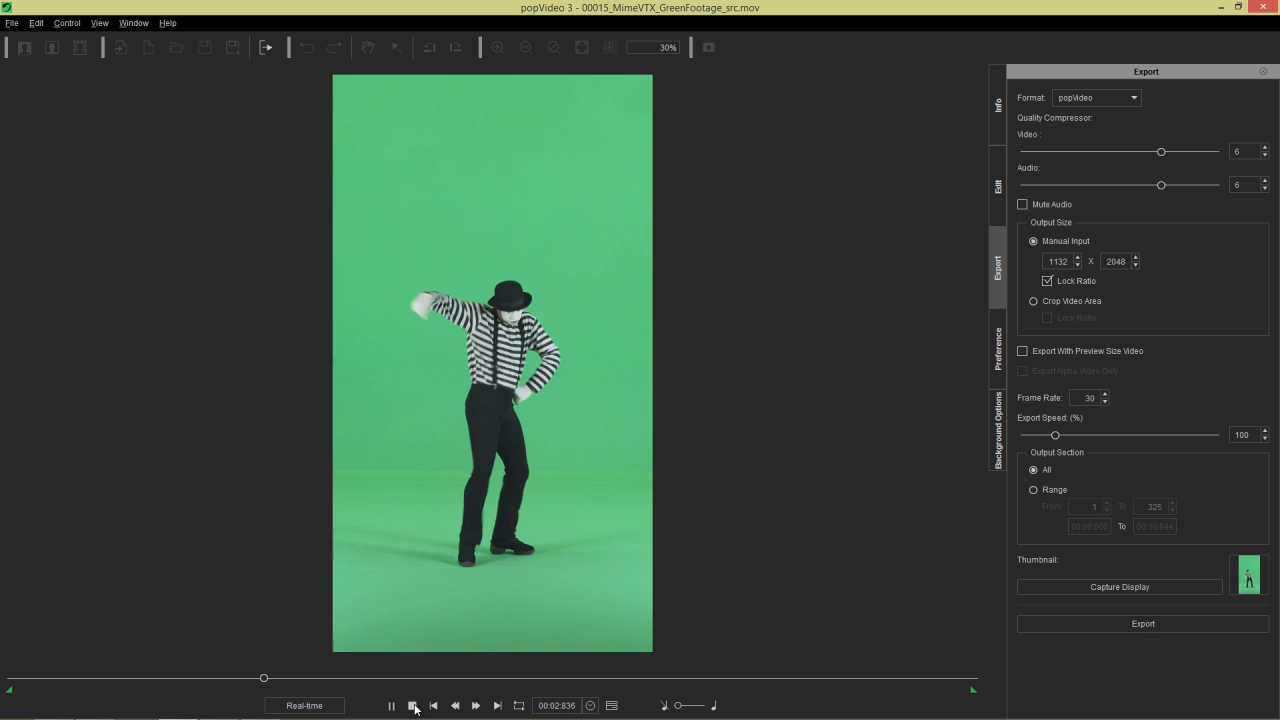 popVideo 3 - 00015_MimeVTX_GreenFootage_src.mov
File Edit Control View Window Help
30%
Export
Info
Edit
Export
Preference
Background Options
Format: popVideo
Quality Compressor:
Video :
6
Audio:
6
Mute Audio
Output Size
Manual Input
1132 X 2048
Lock Ratio
Crop Video Area
Lock Ratio
Export With Preview Size Video
Export Alpha Video Only
Frame Rate: 30
Export Speed: (%)
100
Output Section
All
Range
From 1 To 325
00:00:000 To 00:10:844
Thumbnail:
Capture Display
Export
Real-time
00:02:836